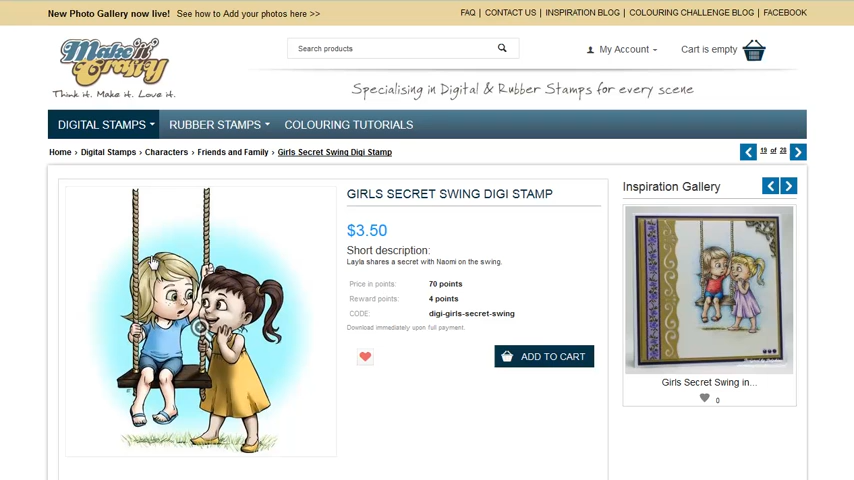 New Photo Gallery now live! See how to Add your photos here >>
FAQ | CONTACT US | INSPIRATION BLOG | COLOURING CHALLENGE BLOG | FACEBOOK
Make 'it' Crafty
Think it. Make it. Love it.
Search products
My Account
Cart is empty
Specialising in Digital & Rubber Stamps for every scene
DIGITAL STAMPS RUBBER STAMPS COLOURING TUTORIALS
Home › Digital Stamps › Characters › Friends and Family › Girls Secret Swing Digi Stamp
19 of 28
GIRLS SECRET SWING DIGI STAMP
$3.50
Short description:
Layla shares a secret with Naomi on the swing.
Price in points: 70 points
Reward points: 4 points
CODE: digi-girls-secret-swing
Download immediately upon full payment.
ADD TO CART
Inspiration Gallery
Girls Secret Swing in...
0